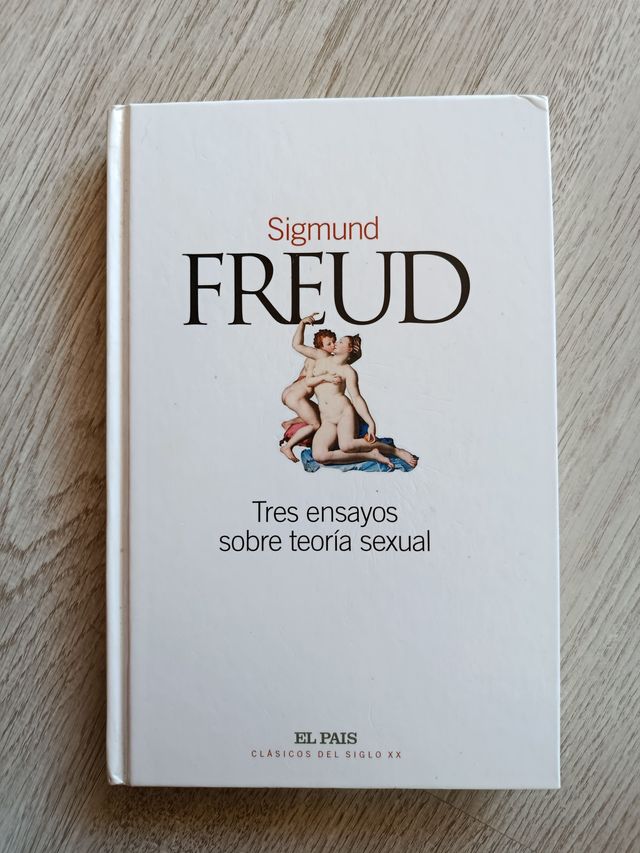 Sigmund
FREUD
Tres ensayos
sobre teoría sexual
EL PAIS
CLÁSICOS DEL SIGLO XX